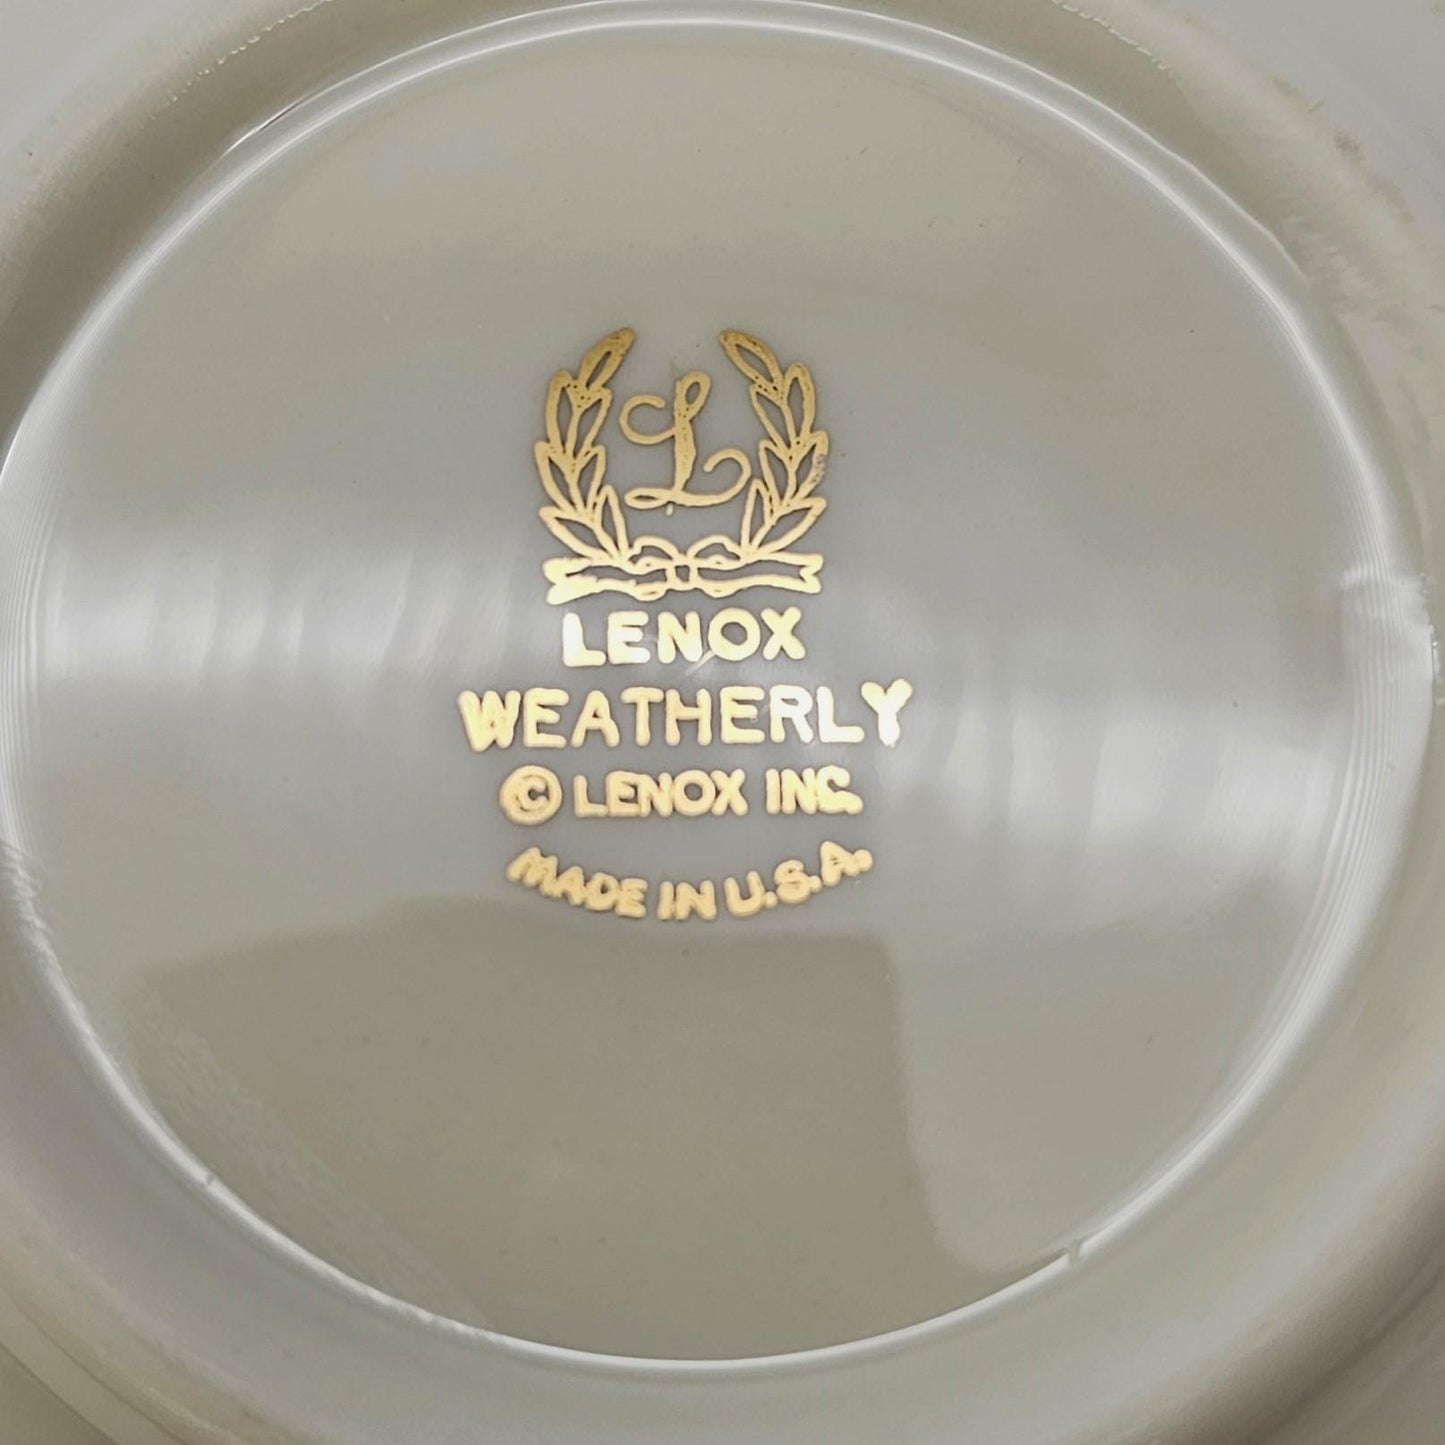 L
LENOX
WEATHERLY
© LENOX INC.
MADE IN U.S.A.